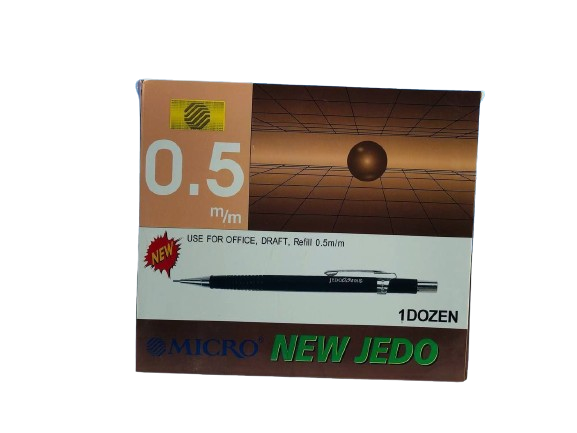 0.5
m/m
NEW
USE FOR OFFICE, DRAFT, Refill 0.5m/m
1DOZEN
MICRO® NEW JEDO